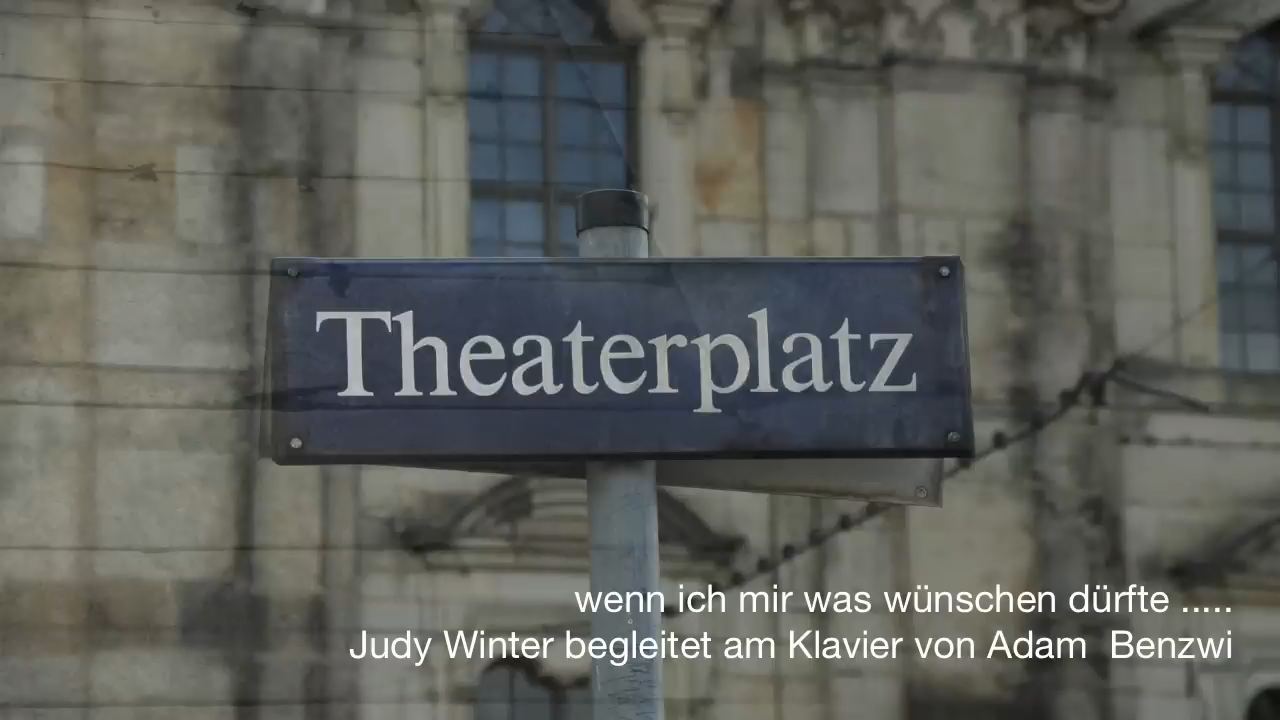 Theaterplatz
wenn ich mir was wünschen dürfte .....
Judy Winter begleitet am Klavier von Adam  Benzwi